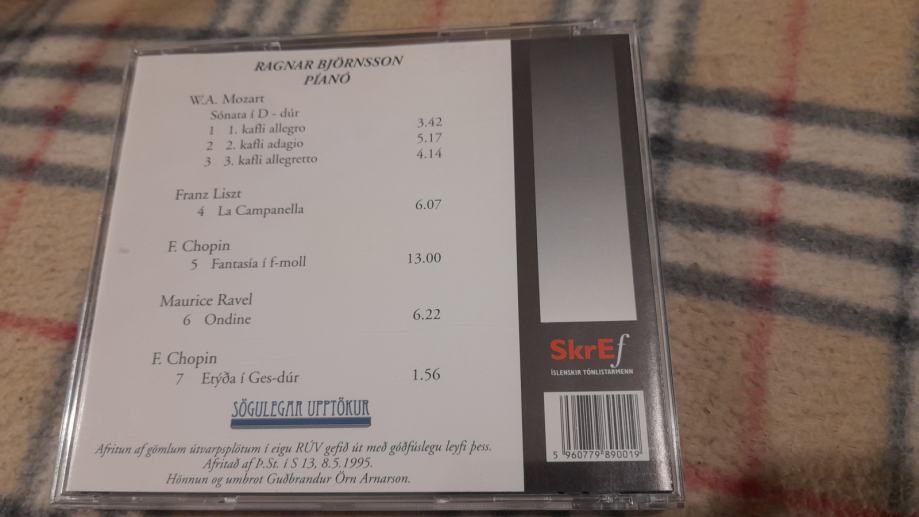 RAGNAR BJÖRNSSON
PÍANÓ
W.A. Mozart
Sónata í D - dúr
1 1. kafli allegro 3.42
2 2. kafli adagio 5.17
3 3. kafli allegretto 4.14
Franz Liszt
4 La Campanella 6.07
F. Chopin
5 Fantasía í f-moll 13.00
Maurice Ravel
6 Ondine 6.22
F. Chopin
7 Etýða í Ges-dúr 1.56
SÖGULEGAR UPPTÖKUR
Afritun af gömlum útvarpsplötum í eigu RÚV gefið út með góðfúslegu leyfi þess.
Afritað af Þ.St. í S 13, 8.5.1995.
Hönnun og umbrot Guðbrandur Örn Arnarson.
SkrEf
ÍSLENSKIR TÓNLISTARMENN
5 960779 890019